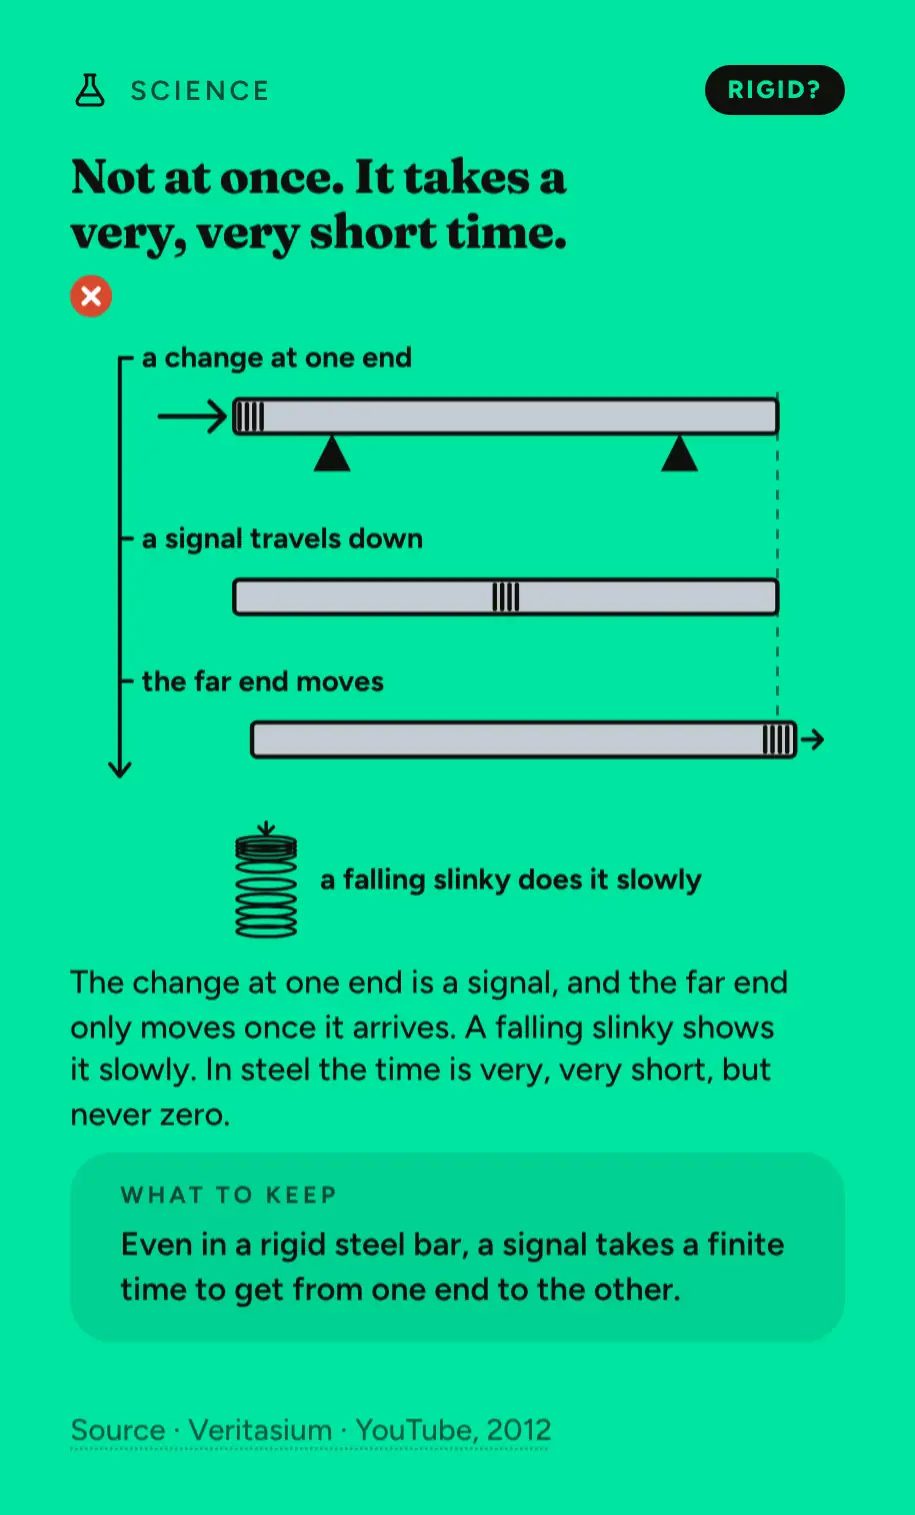 SCIENCE
RIGID?
Not at once. It takes a
very, very short time.
a change at one end
a signal travels down
the far end moves
a falling slinky does it slowly
The change at one end is a signal, and the far end
only moves once it arrives. A falling slinky shows
it slowly. In steel the time is very, very short, but
never zero.
WHAT TO KEEP
Even in a rigid steel bar, a signal takes a finite
time to get from one end to the other.
Source · Veritasium · YouTube, 2012